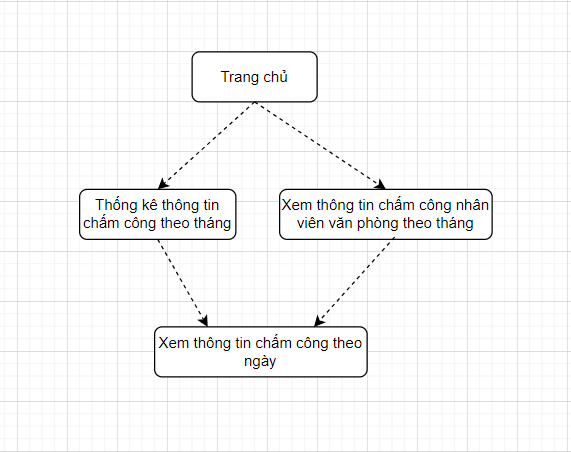 Trang chủ
Thống kê thông tin
chấm công theo tháng
Xem thông tin chấm công nhân
viên văn phòng theo tháng
Xem thông tin chấm công theo
ngày